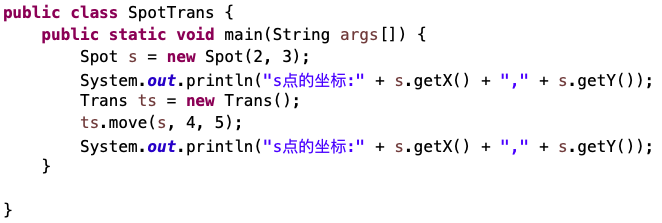 public class SpotTrans {
    public static void main(String args[]) {
        Spot s = new Spot(2, 3);
        System.out.println("s点的坐标:" + s.getX() + "," + s.getY());
        Trans ts = new Trans();
        ts.move(s, 4, 5);
        System.out.println("s点的坐标:" + s.getX() + "," + s.getY());
    }
}